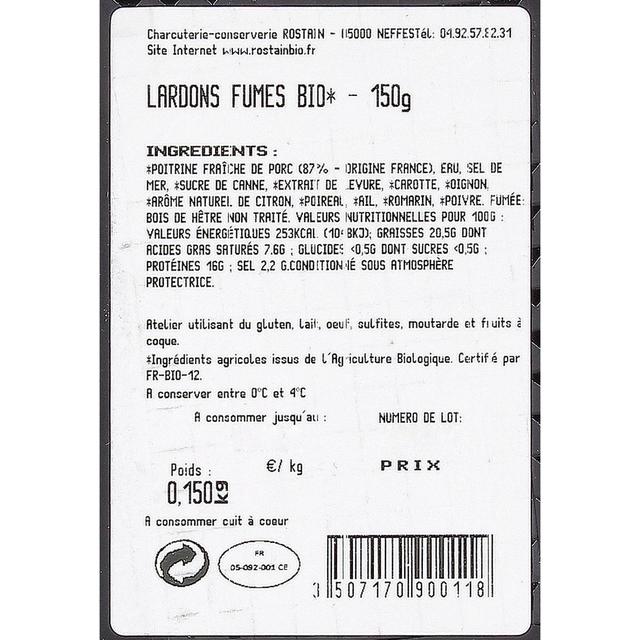 Charcuterie-conserverie ROSTAIN - 05000 NEFFESTél: 04.92.57.82.31
Site Internet www.rostainbio.fr
LARDONS FUMES BIO* - 150g
INGREDIENTS :
*POITRINE FRAÎCHE DE PORC (87% - ORIGINE FRANCE), EAU, SEL DE
MER, *SUCRE DE CANNE, *EXTRAIT DE LEVURE, *CAROTTE, *OIGNON,
*ARÔME NATUREL DE CITRON, *POIREAU, *AIL, *ROMARIN, *POIVRE. FUMÉE:
BOIS DE HÊTRE NON TRAITÉ. VALEURS NUTRITIONNELLES POUR 100G :
VALEURS ÉNERGÉTIQUES 253KCAL ; GRAISSES 20,5G DONT
ACIDES GRAS SATURÉS 7.6G ; GLUCIDES <0,5G DONT SUCRES <0,5G ;
PROTÉINES 16G ; SEL 2,2 G.CONDITIONNÉ SOUS ATMOSPHÈRE
PROTECTRICE.
Atelier utilisant du gluten, lait, oeuf, sulfites, moutarde et fruits à
coque.
*Ingrédients agricoles issus de l'Agriculture Biologique. Certifié par
FR-BIO-12.
A conserver entre 0°C et 4°C
A consommer jusqu'au :
NUMERO DE LOT:
Poids :
€/ kg
PRIX
0,150kg
A consommer cuit à coeur
FR
05-092-001 CE
3 507170 900118